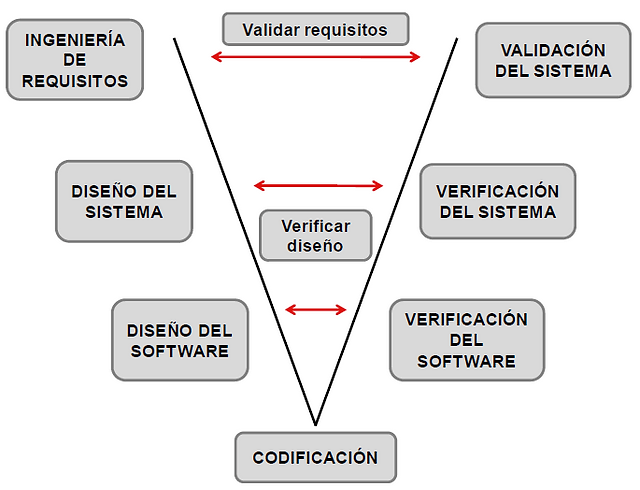 INGENIERÍA
DE
REQUISITOS
Validar requisitos
VALIDACIÓN
DEL SISTEMA
DISEÑO DEL
SISTEMA
Verificar
diseño
VERIFICACIÓN
DEL SISTEMA
DISEÑO DEL
SOFTWARE
VERIFICACIÓN
DEL
SOFTWARE
CODIFICACIÓN